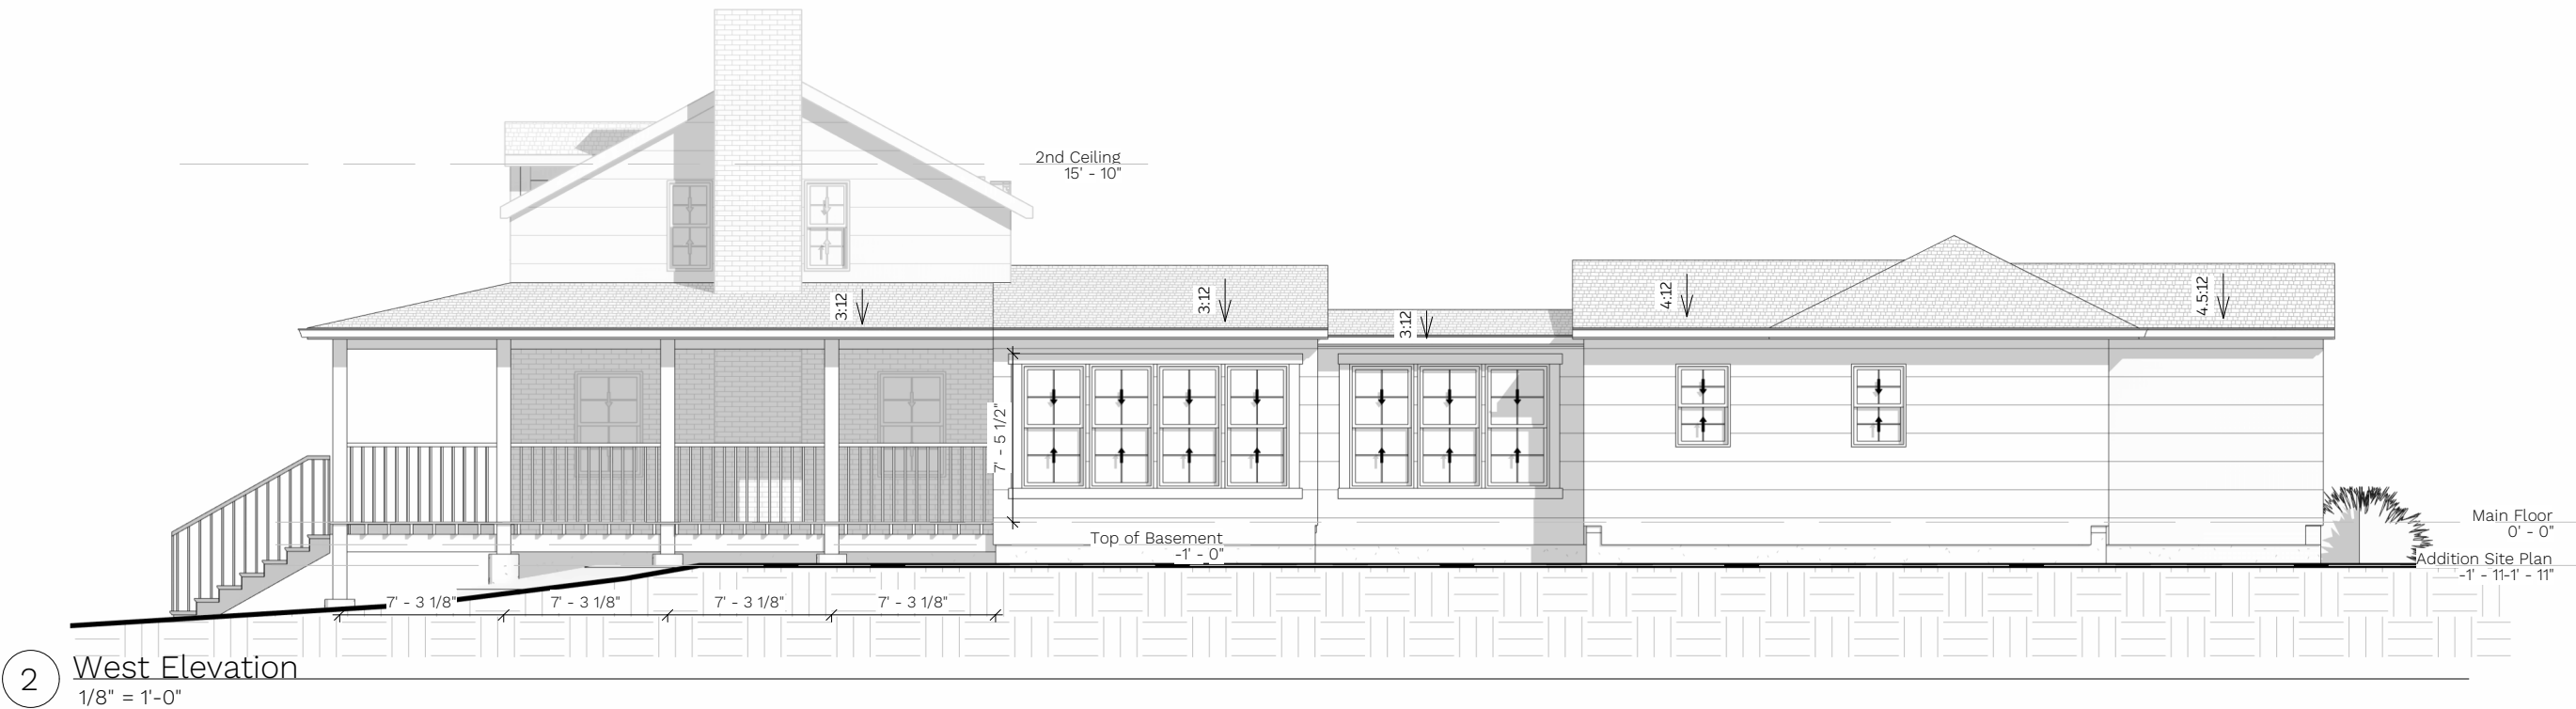 2nd Ceiling
15' - 10"
3:12
3:12
3:12
4:12
4.5:12
7' - 5 1/2"
Top of Basement
-1' - 0"
Main Floor
0' - 0"
Addition Site Plan
-1' - 11-1' - 11"
7' - 3 1/8"
7' - 3 1/8"
7' - 3 1/8"
7' - 3 1/8"
2
West Elevation
1/8" = 1'-0"